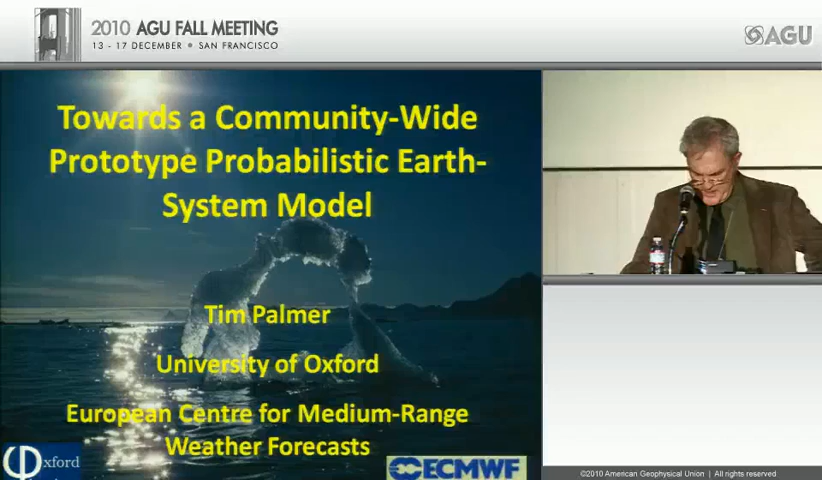 2010 AGU FALL MEETING
13 - 17 DECEMBER • SAN FRANCISCO
AGU
Towards a Community-Wide
Prototype Probabilistic Earth-
System Model
Tim Palmer
University of Oxford
European Centre for Medium-Range
Weather Forecasts
Oxford
ECMWF
©2010 American Geophysical Union | All rights reserved